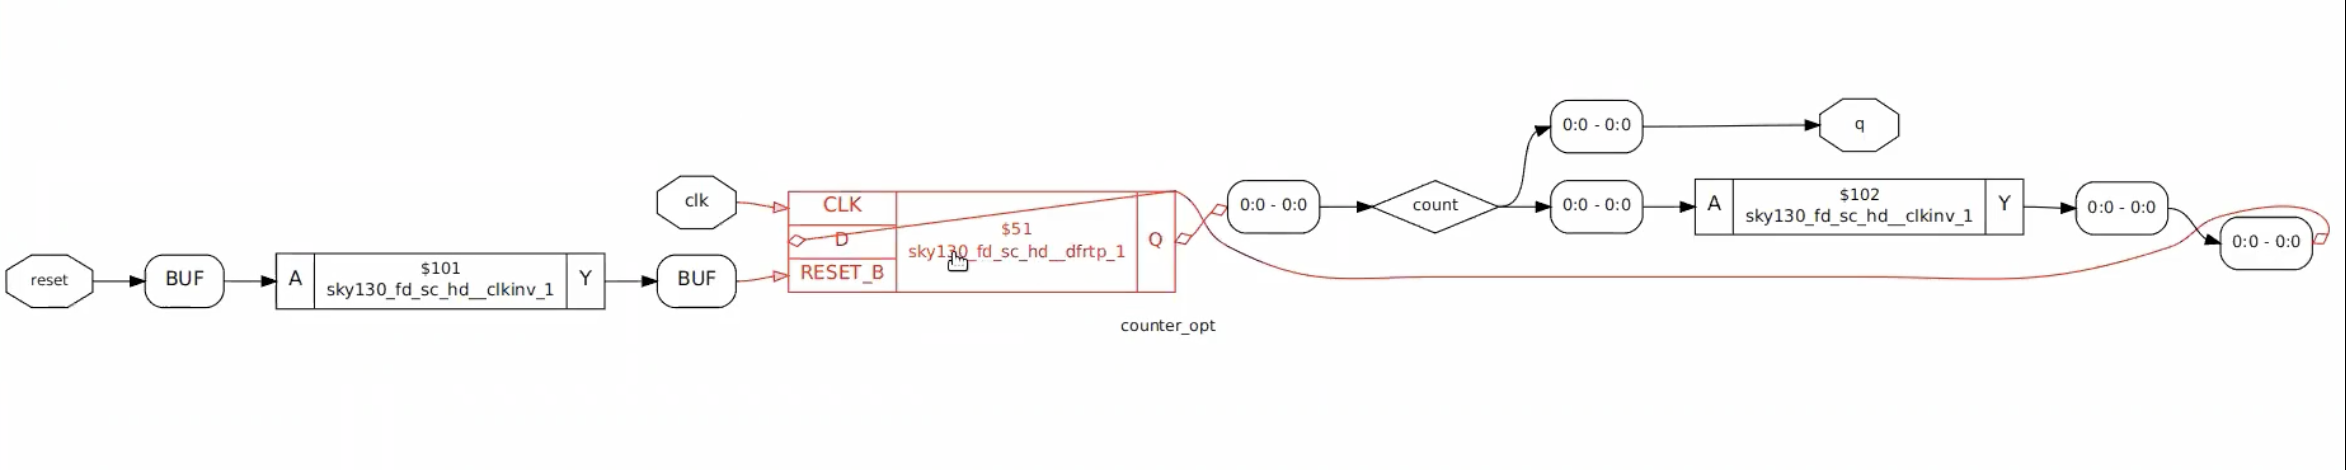 reset
BUF
A
$101
sky130_fd_sc_hd__clkinv_1
Y
BUF
clk
CLK
D
RESET_B
$51
sky130_fd_sc_hd__dfrtp_1
Q
0:0 - 0:0
count
0:0 - 0:0
q
0:0 - 0:0
A
$102
sky130_fd_sc_hd__clkinv_1
Y
0:0 - 0:0
0:0 - 0:0
counter_opt